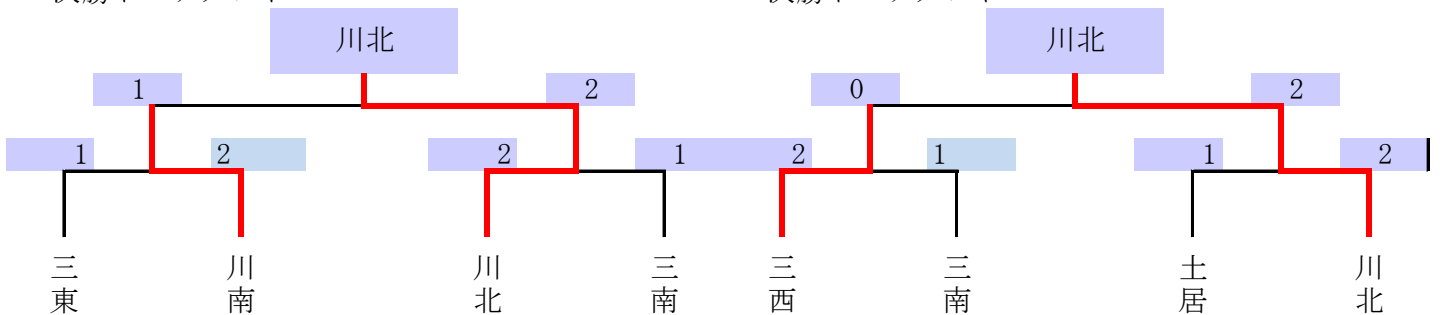 川北 川北
1 2 0 2
1 2 2 1 2 1 1 2
三東 川南 川北 三南 三西 三南 土居 川北